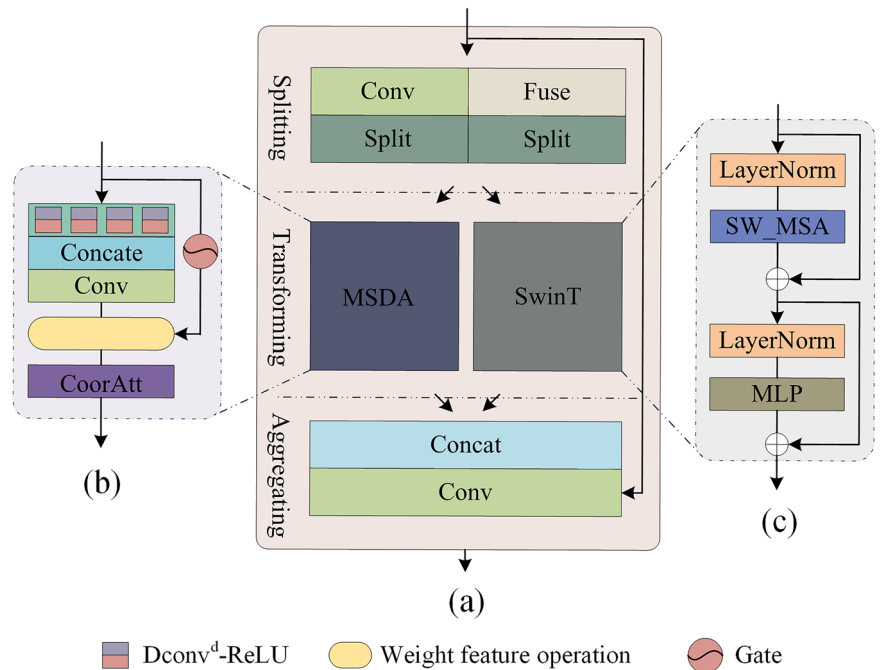 Splitting
Conv
Fuse
Split
Split
Transforming
MSDA
SwinT
Aggregating
Concat
Conv
(a)
Concate
Conv
CoorAtt
(b)
LayerNorm
SW_MSA
LayerNorm
MLP
(c)
Dconvᵈ-ReLU
Weight feature operation
Gate